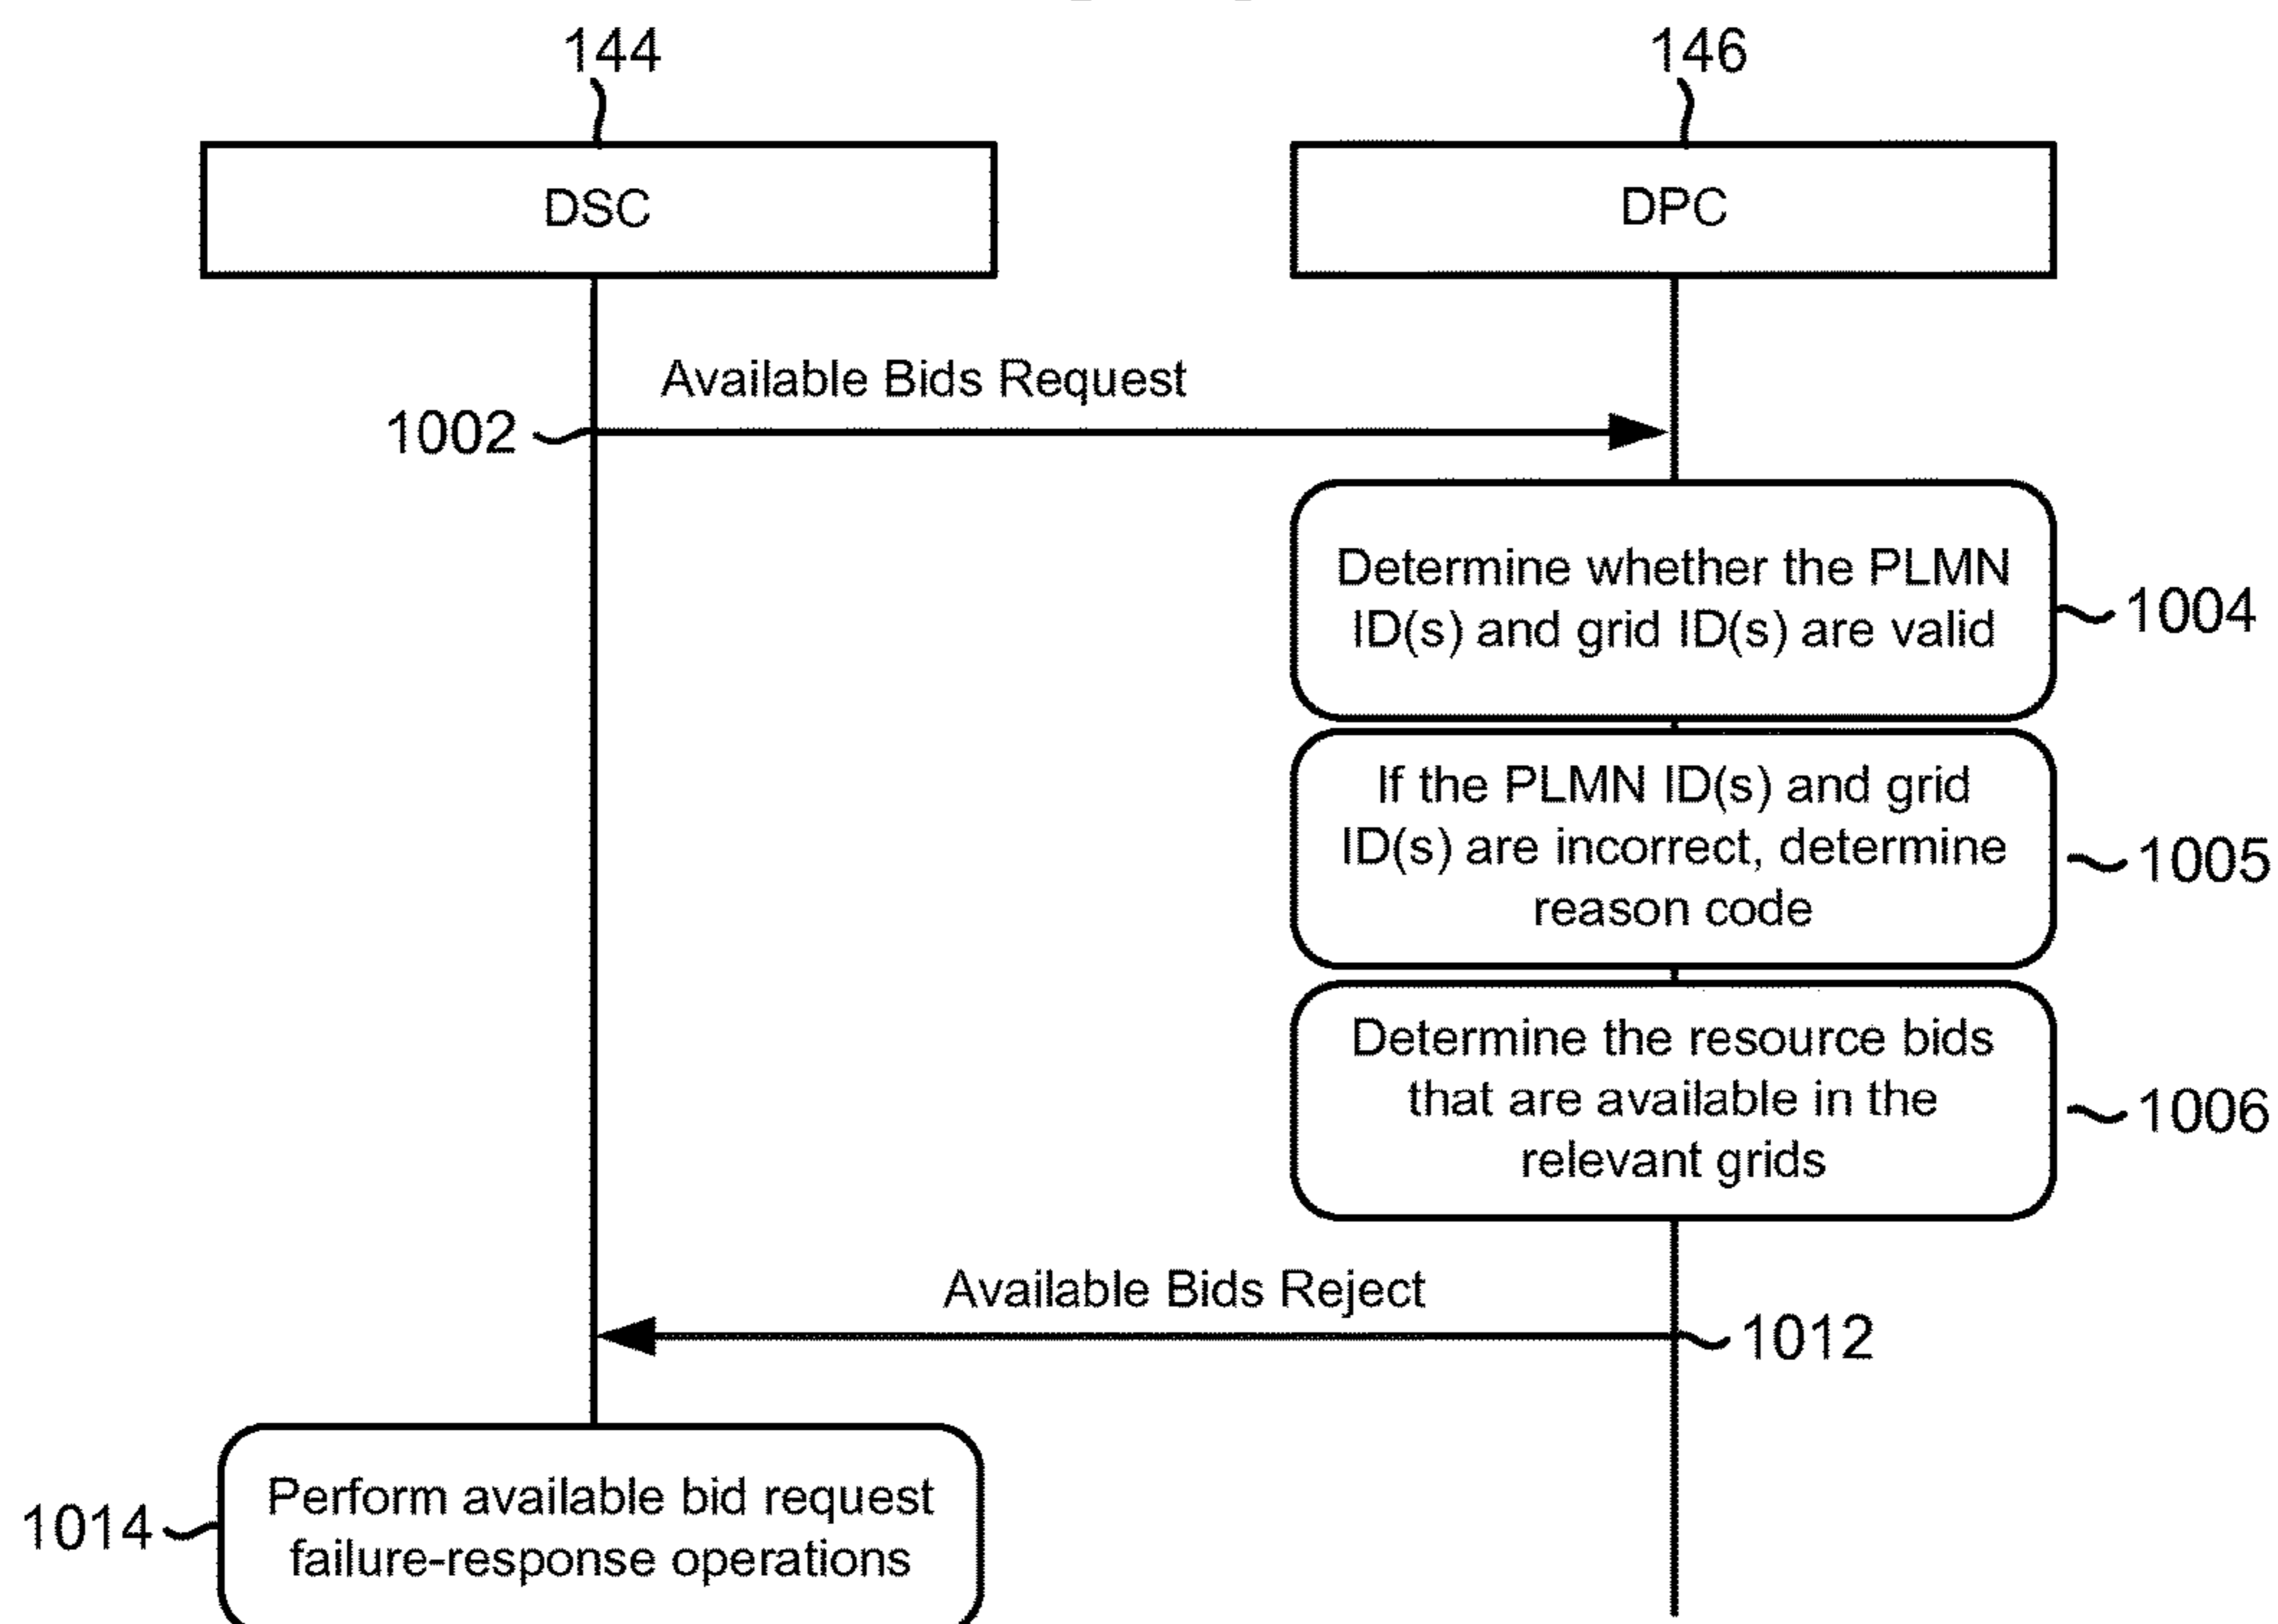 144
146
DSC
DPC
Available Bids Request
1002
Determine whether the PLMN
ID(s) and grid ID(s) are valid
1004
If the PLMN ID(s) and grid
ID(s) are incorrect, determine
reason code
1005
Determine the resource bids
that are available in the
relevant grids
1006
Available Bids Reject
1012
1014
Perform available bid request
failure-response operations